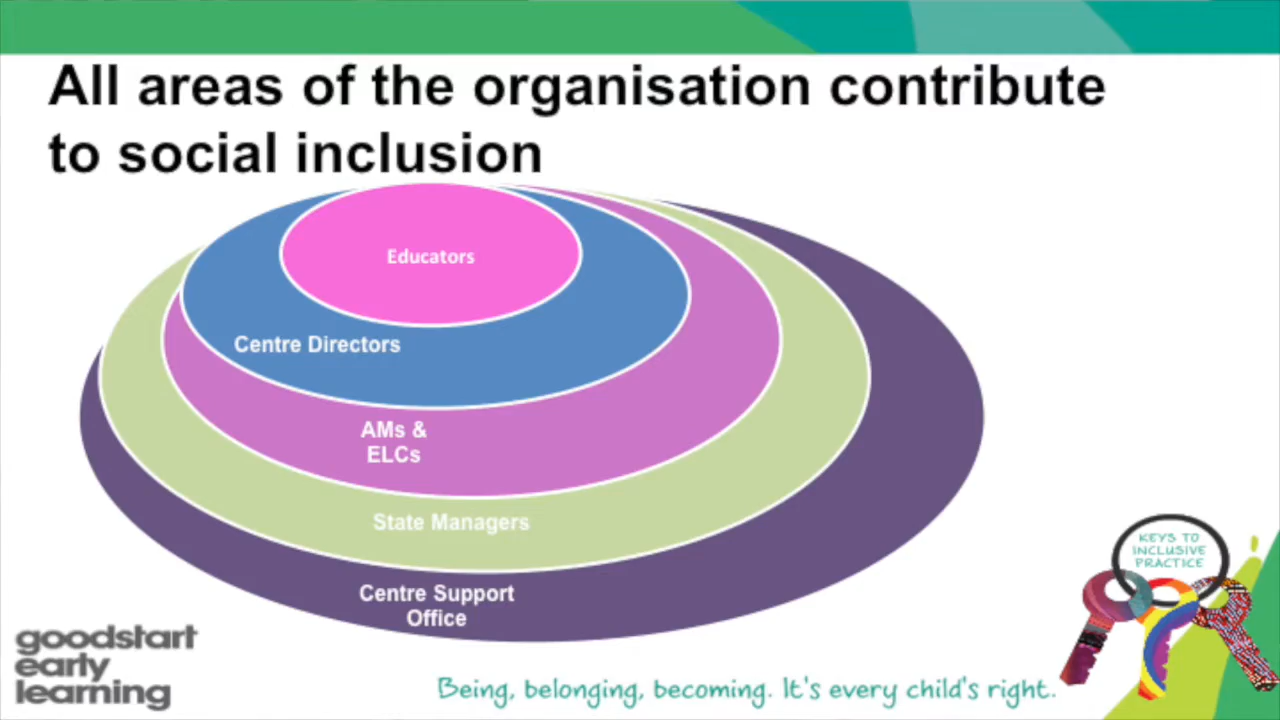 All areas of the organisation contribute
to social inclusion
Educators
Centre Directors
AMs &
ELCs
State Managers
Centre Support
Office
KEYS TO
INCLUSIVE
PRACTICE
goodstart
early
learning
Being, belonging, becoming. It's every child's right.